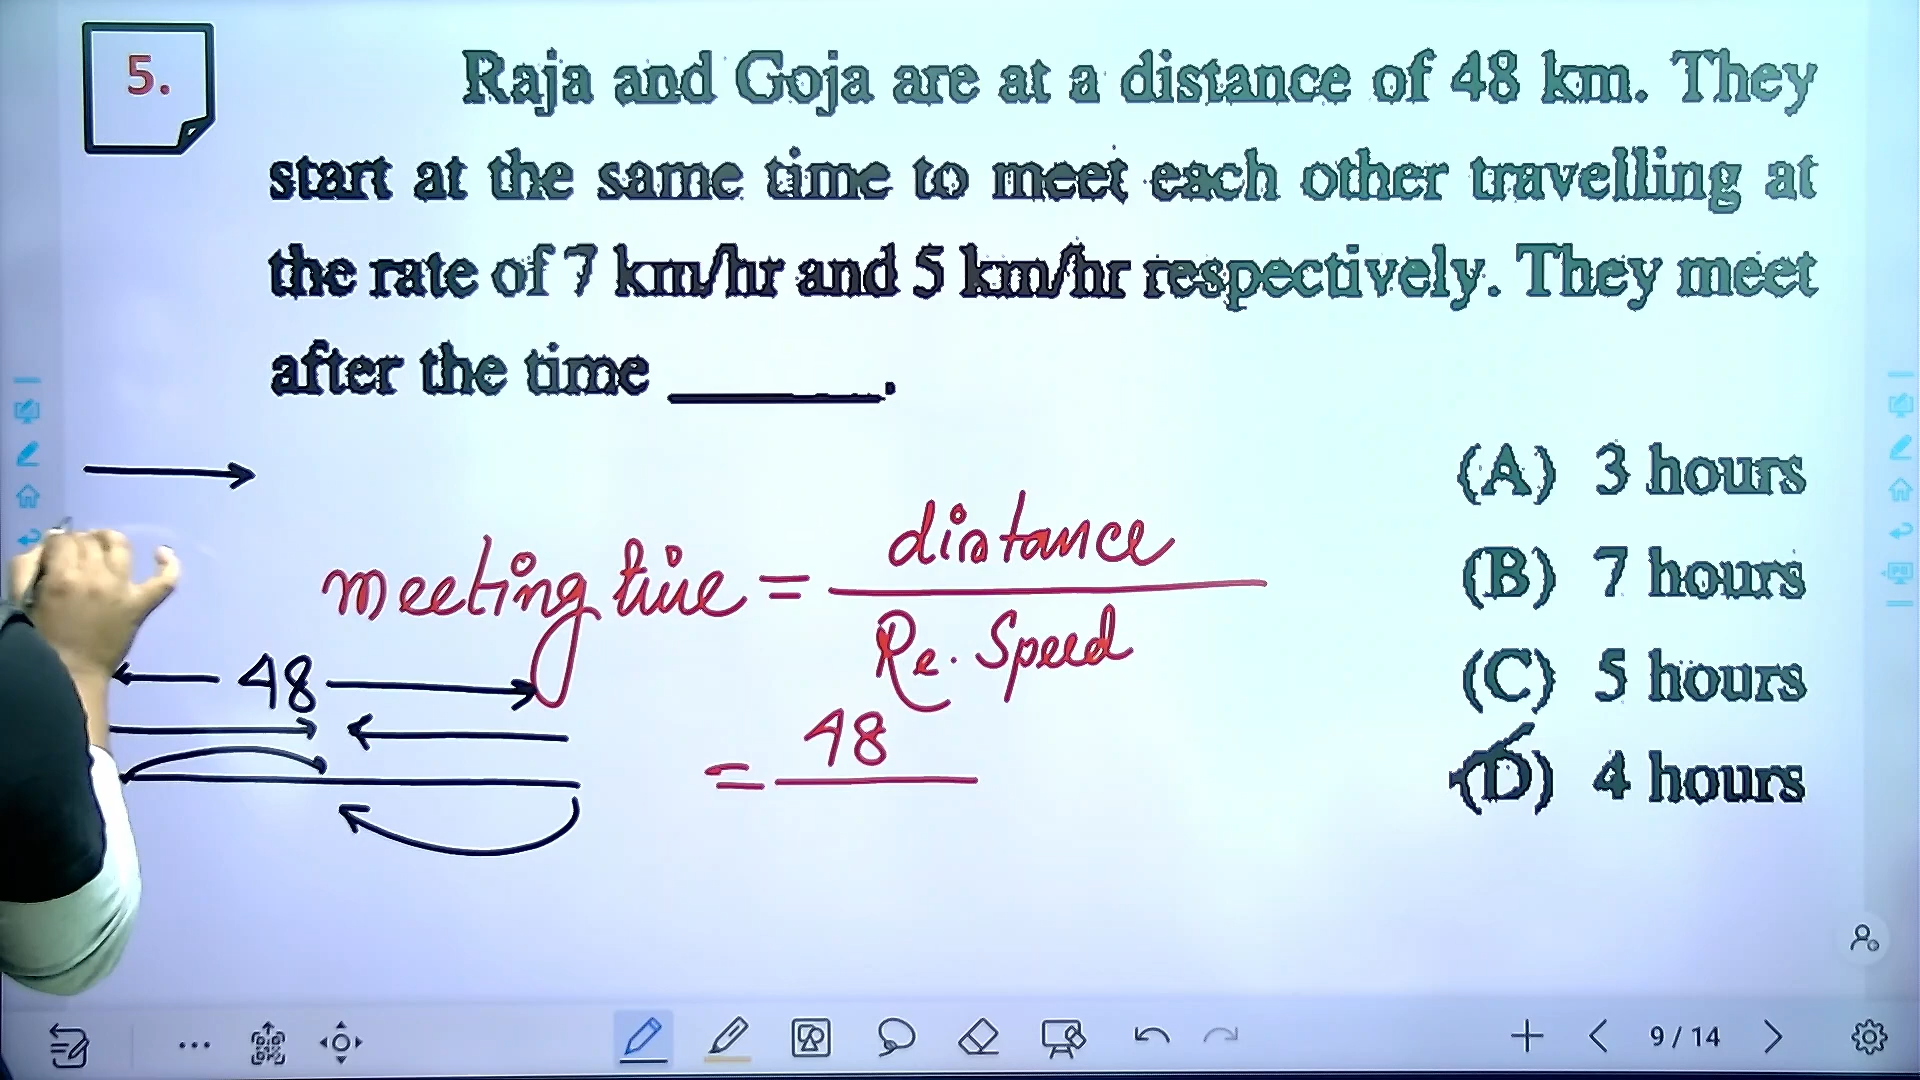 5.
Raja and Goja are at a distance of 48 km. They
start at the same time to meet each other travelling at
the rate of 7 km/hr and 5 km/hr respectively. They meet
after the time ________.
(A) 3 hours
(B) 7 hours
(C) 5 hours
(D) 4 hours
meeting time = distance
Re. Speed
= 48
48
9 / 14